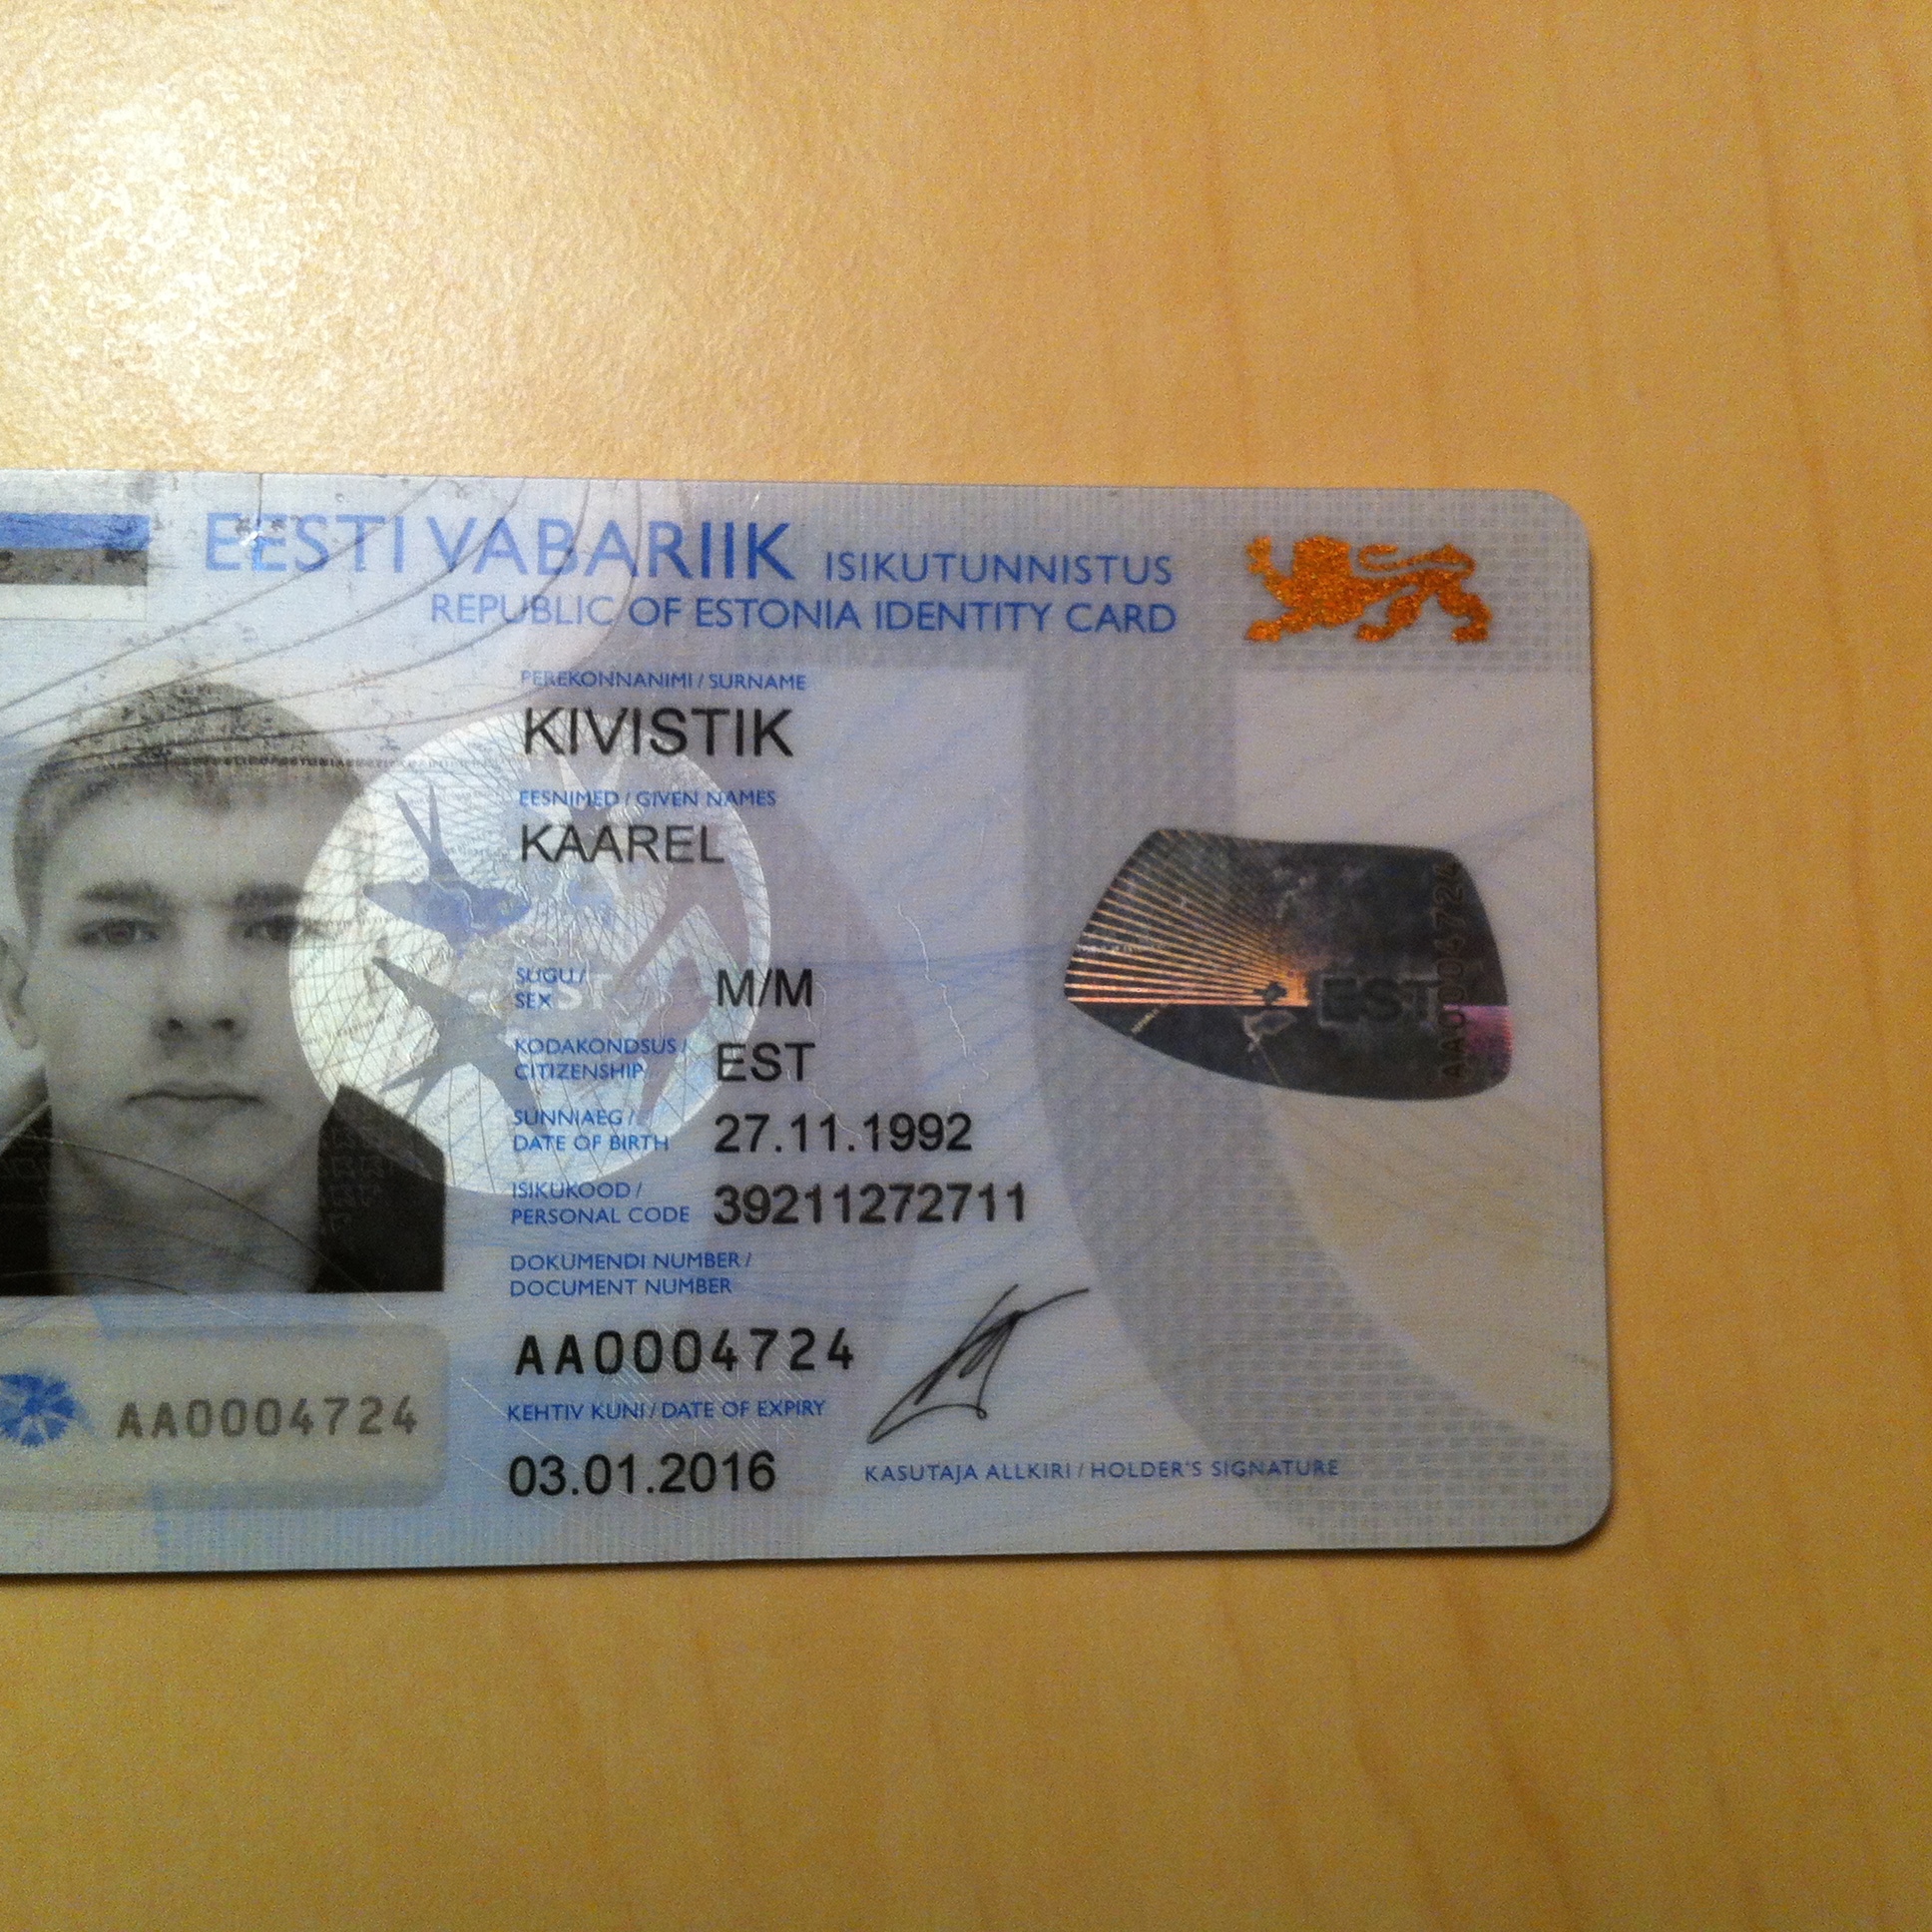 EESTI VABARIIK ISIKUTUNNISTUS
REPUBLIC OF ESTONIA IDENTITY CARD
PEREKONNANIMI / SURNAME
KIVISTIK
EESNIMED / GIVEN NAMES
KAAREL
SUGU /
SEX
M/M
KODAKONDSUS /
CITIZENSHIP
EST
SÜNNIAEG /
DATE OF BIRTH
27.11.1992
ISIKUKOOD /
PERSONAL CODE
39211272711
DOKUMENDI NUMBER /
DOCUMENT NUMBER
AA0004724
KEHTIV KUNI / DATE OF EXPIRY
03.01.2016
KASUTAJA ALLKIRI / HOLDER'S SIGNATURE
AA0004724
EST
AA0004724
EST